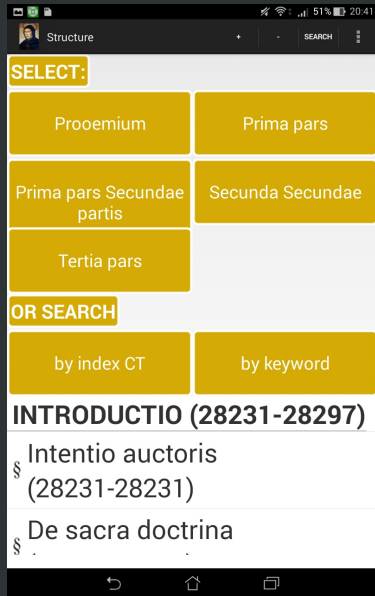 51% 20:41
Structure + - SEARCH
SELECT:
Prooemium Prima pars
Prima pars Secundae
partis
Secunda Secundae
Tertia pars
OR SEARCH
by index CT by keyword
INTRODUCTIO (28231-28297)
§ Intentio auctoris
(28231-28231)
§ De sacra doctrina